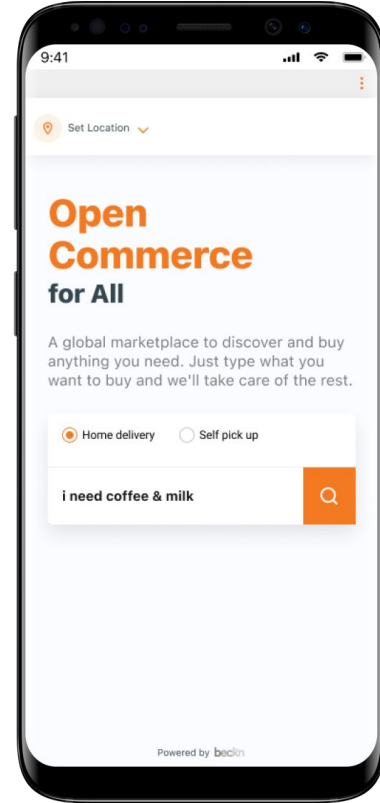 9:41
Set Location
Open
Commerce
for All
A global marketplace to discover and buy
anything you need. Just type what you
want to buy and we'll take care of the rest.
Home delivery Self pick up
i need coffee & milk
Powered by beckn